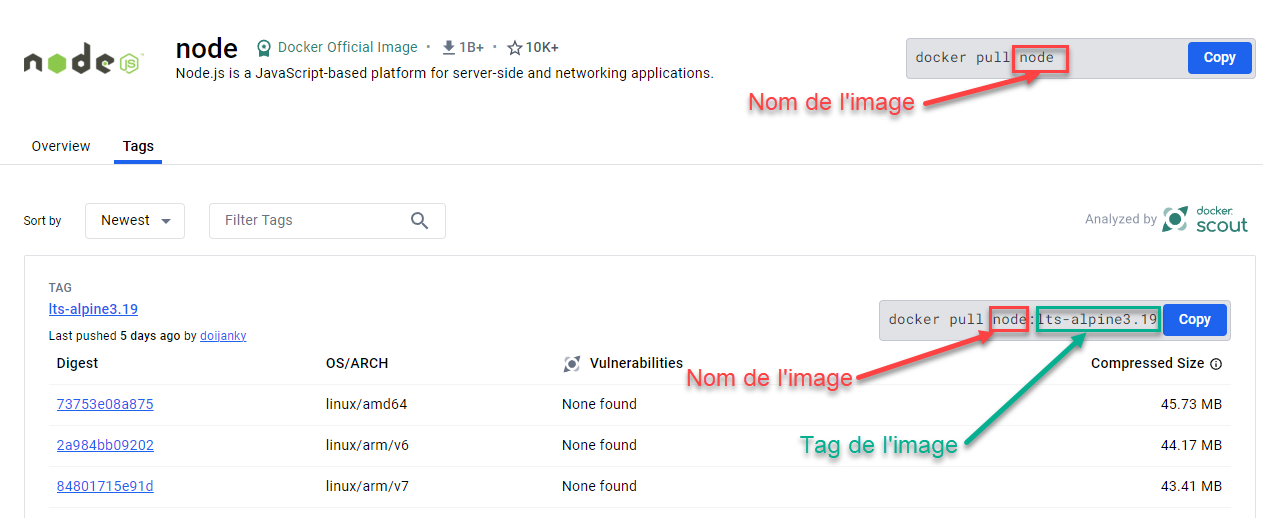 node
node Docker Official Image • 1B+ • 10K+
Node.js is a JavaScript-based platform for server-side and networking applications.
docker pull node
Copy
Nom de l'image
Overview Tags
Sort by Newest Filter Tags
Analyzed by docker scout
TAG
lts-alpine3.19
Last pushed 5 days ago by doijanky
docker pull node:lts-alpine3.19
Copy
Digest OS/ARCH Vulnerabilities Compressed Size
Nom de l'image
73753e08a875 linux/amd64 None found 45.73 MB
2a984bb09202 linux/arm/v6 None found 44.17 MB
Tag de l'image
84801715e91d linux/arm/v7 None found 43.41 MB